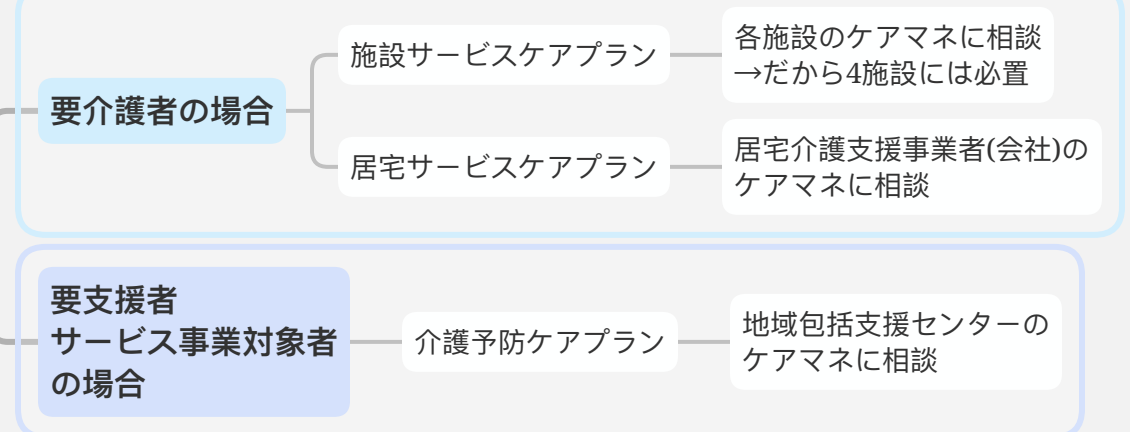 要介護者の場合
施設サービスケアプラン
各施設のケアマネに相談
→だから4施設には必置
居宅サービスケアプラン
居宅介護支援事業者(会社)の
ケアマネに相談
要支援者
サービス事業対象者
の場合
介護予防ケアプラン
地域包括支援センターの
ケアマネに相談